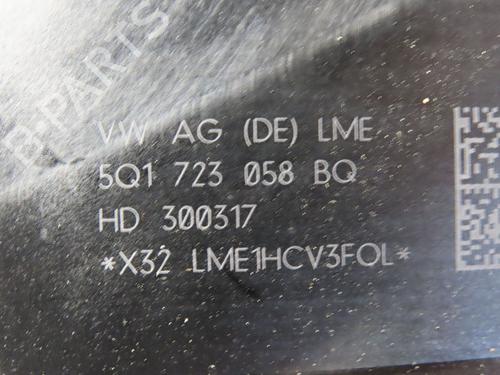 B-PARTS
VW AG (DE) LME
5Q1 723 058 BQ
HD 300317
*X32 LME1HCV3FOL*